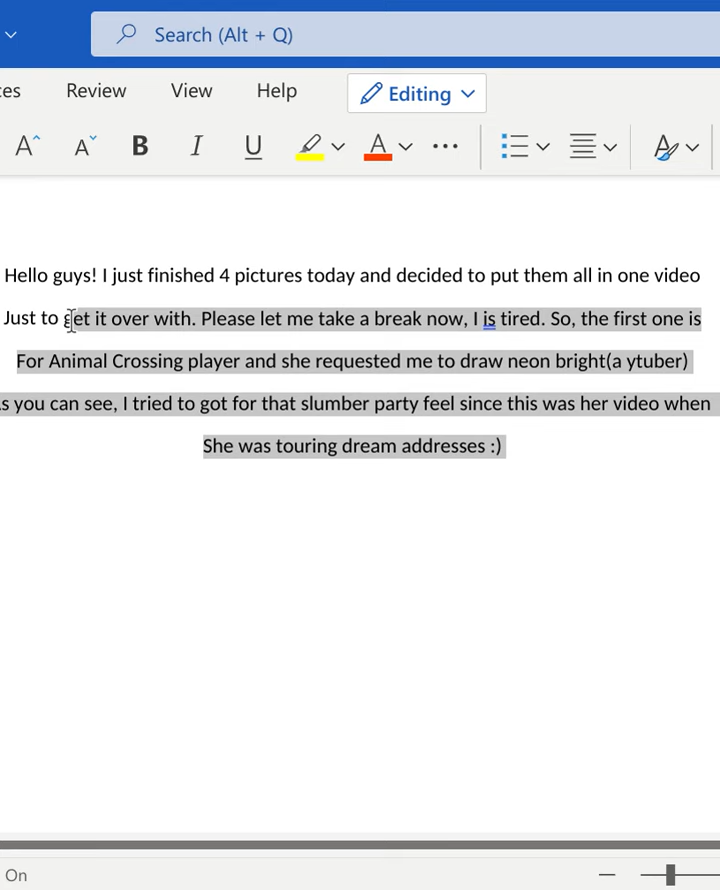 Search (Alt + Q)
Review View Help Editing
A A B I U A A
Hello guys! I just finished 4 pictures today and decided to put them all in one video
Just to get it over with. Please let me take a break now, I is tired. So, the first one is
For Animal Crossing player and she requested me to draw neon bright(a ytuber)
you can see, I tried to got for that slumber party feel since this was her video when
She was touring dream addresses :)
On